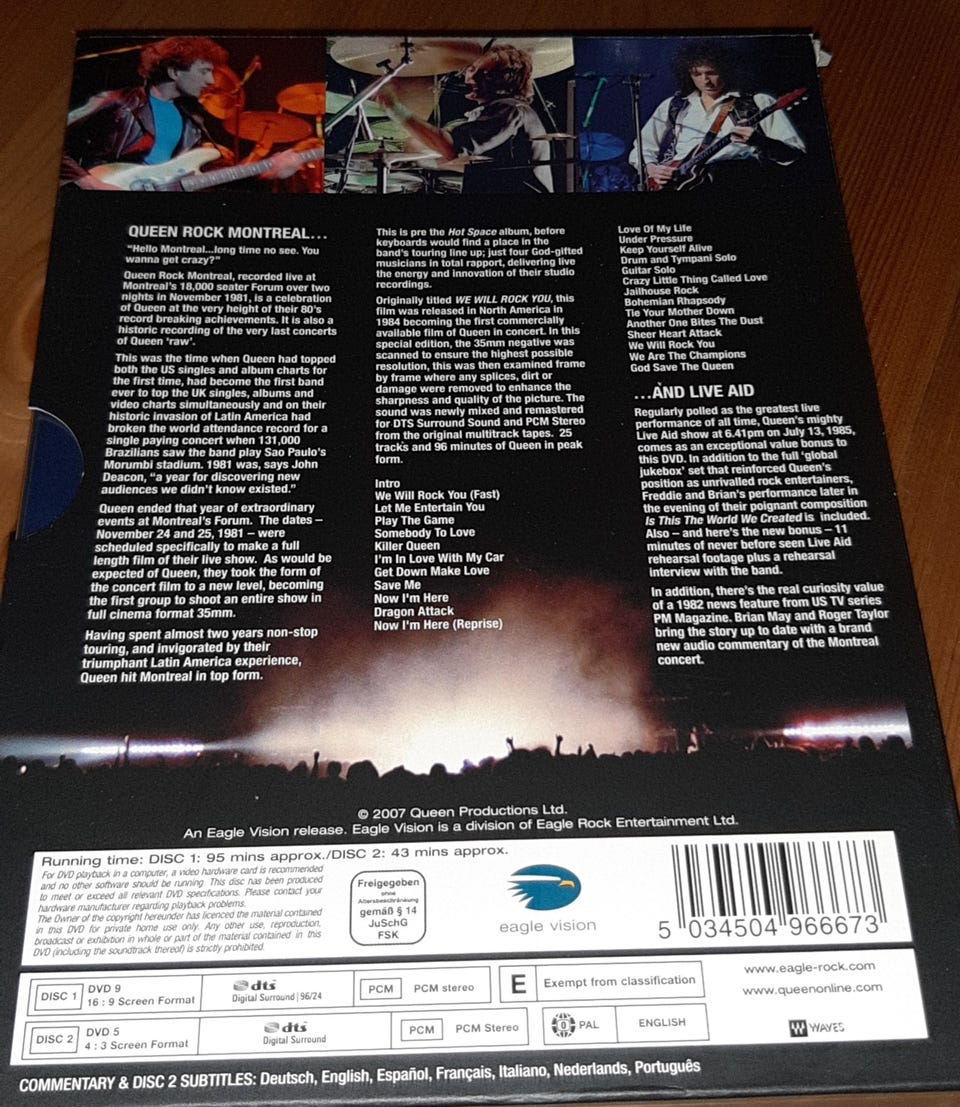 QUEEN ROCK MONTREAL...
"Hello Montreal...long time no see. You
wanna get crazy?"
Queen Rock Montreal, recorded live at
Montreal's 18,000 seater Forum over two
nights in November 1981, is a celebration
of Queen at the very height of their 80's
record breaking achievements. It is also a
historic recording of the very last concerts
of Queen 'raw'.
This was the time when Queen had topped
both the US singles and album charts for
the first time, had become the first band
ever to top the UK singles, albums and
video charts simultaneously and on their
historic invasion of Latin America had
broken the world attendance record for a
single paying concert when 131,000
Brazilians saw the band play Sao Paulo's
Morumbi stadium. 1981 was, says John
Deacon, "a year for discovering new
audiences we didn't know existed."
Queen ended that year of extraordinary
events at Montreal's Forum. The dates –
November 24 and 25, 1981 – were
scheduled specifically to make a full
length film of their live show. As would be
expected of Queen, they took the form of
the concert film to a new level, becoming
the first group to shoot an entire show in
full cinema format 35mm.
Having spent almost two years non-stop
touring, and invigorated by their
triumphant Latin America experience,
Queen hit Montreal in top form.
This is pre the Hot Space album, before
keyboards would find a place in the
band's touring line up; just four God-gifted
musicians in total rapport, delivering live
the energy and innovation of their studio
recordings.
Originally titled WE WILL ROCK YOU, this
film was released in North America in
1984 becoming the first commercially
available film of Queen in concert. In this
special edition, the 35mm negative was
scanned to ensure the highest possible
resolution, this was then examined frame
by frame where any splices, dirt or
damage were removed to enhance the
sharpness and quality of the picture. The
sound was newly mixed and remastered
for DTS Surround Sound and PCM Stereo
from the original multitrack tapes. 25
tracks and 96 minutes of Queen in peak
form.
Intro
We Will Rock You (Fast)
Let Me Entertain You
Play The Game
Somebody To Love
Killer Queen
I'm In Love With My Car
Get Down Make Love
Save Me
Now I'm Here
Dragon Attack
Now I'm Here (Reprise)
Love Of My Life
Under Pressure
Keep Yourself Alive
Drum and Tympani Solo
Guitar Solo
Crazy Little Thing Called Love
Jailhouse Rock
Bohemian Rhapsody
Tie Your Mother Down
Another One Bites The Dust
Sheer Heart Attack
We Will Rock You
We Are The Champions
God Save The Queen
...AND LIVE AID
Regularly polled as the greatest live
performance of all time, Queen's mighty
Live Aid show at 6.41pm on July 13, 1985,
comes as an exceptional value bonus to
this DVD. In addition to the full 'global
jukebox' set that reinforced Queen's
position as unrivalled rock entertainers,
Freddie and Brian's performance later in
the evening of their poignant composition
Is This The World We Created is included.
Also – and here's the new bonus – 11
minutes of never before seen Live Aid
rehearsal footage plus a rehearsal
interview with the band.
In addition, there's the real curiosity value
of a 1982 news feature from US TV series
PM Magazine. Brian May and Roger Taylor
bring the story up to date with a brand
new audio commentary of the Montreal
concert.
© 2007 Queen Productions Ltd.
An Eagle Vision release. Eagle Vision is a division of Eagle Rock Entertainment Ltd.
Running time: DISC 1: 95 mins approx./DISC 2: 43 mins approx.
For DVD playback in a computer, a video hardware card is recommended
and no other software should be running. This disc has been produced
to meet or exceed all relevant DVD specifications. Please contact your
hardware manufacturer regarding playback problems.
The Owner of the copyright hereunder has licenced the material contained
in this DVD for private home use only. Any other use, reproduction,
broadcast or exhibition in whole or part of the material contained in this
DVD (including the soundtrack thereof) is strictly prohibited.
Freigegeben
ohne
Altersbeschränkung
gemäß § 14
JuSchG
FSK
eagle vision
5 034504 966673
DISC 1 DVD 9
16 : 9 Screen Format
dts
Digital Surround | 96/24
PCM PCM stereo
E Exempt from classification
www.eagle-rock.com
www.queenonline.com
DISC 2 DVD 5
4 : 3 Screen Format
dts
Digital Surround
PCM PCM Stereo
0 PAL
ENGLISH
WAVES
COMMENTARY & DISC 2 SUBTITLES: Deutsch, English, Español, Français, Italiano, Nederlands, Português